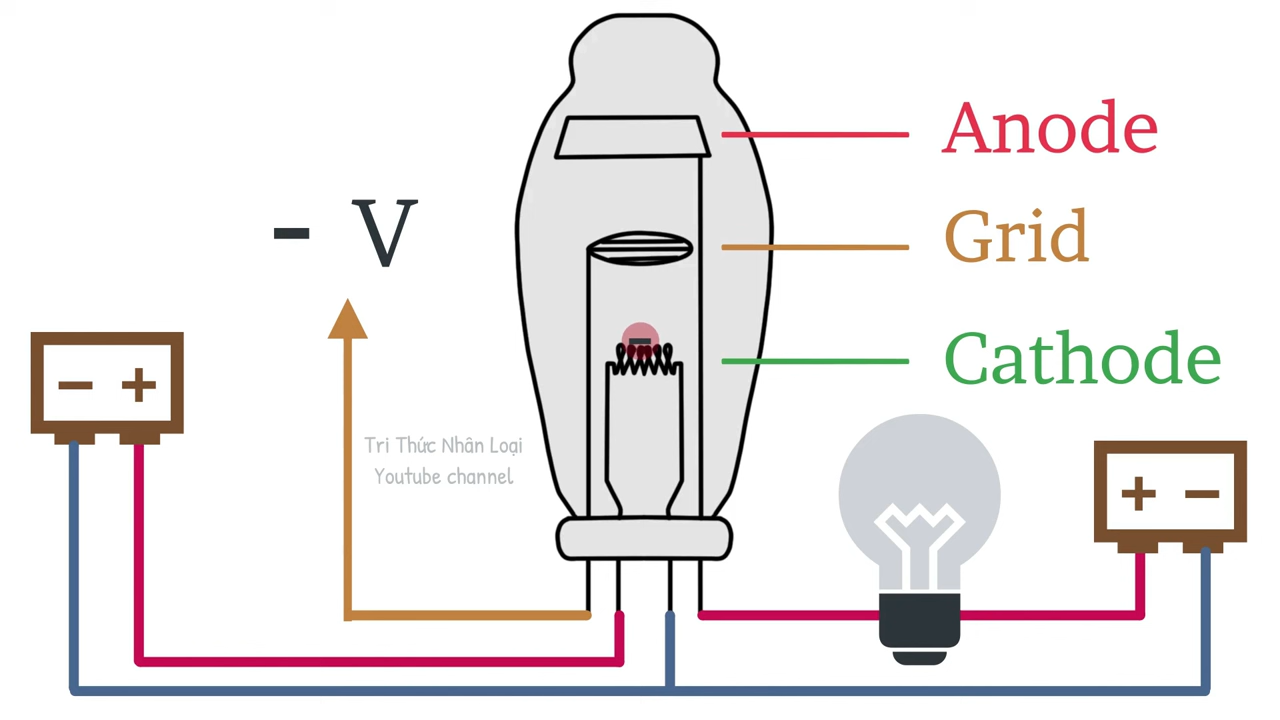 Anode
Grid
- V
Cathode
- +
Tri Thức Nhân Loại
Youtube channel
+ -
-